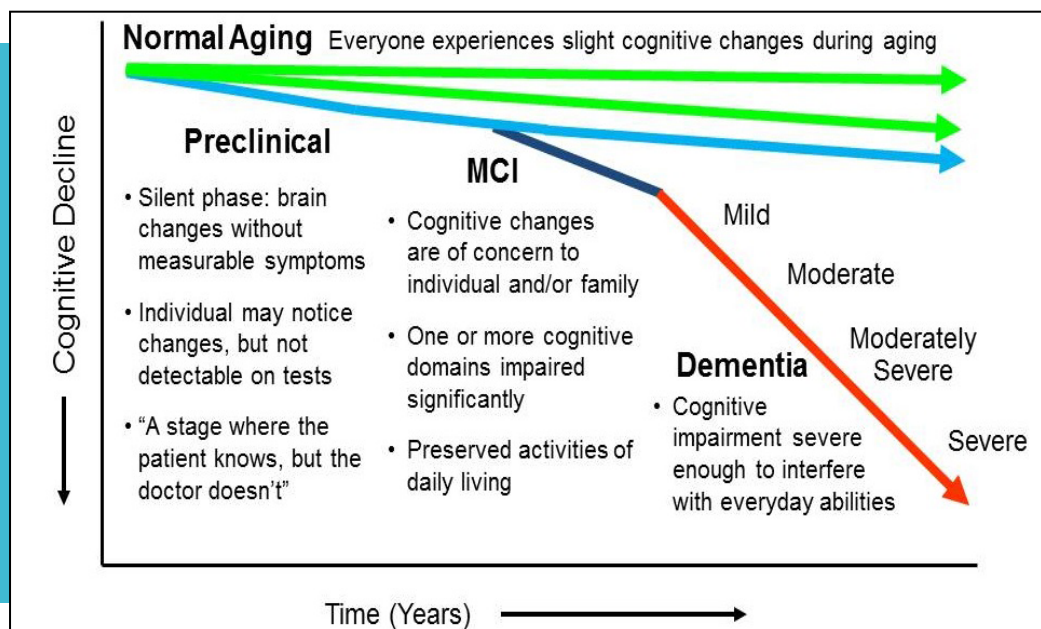 Normal Aging Everyone experiences slight cognitive changes during aging
Preclinical
• Silent phase: brain
changes without
measurable symptoms
• Individual may notice
changes, but not
detectable on tests
• “A stage where the
patient knows, but the
doctor doesn’t”
MCI
• Cognitive changes
are of concern to
individual and/or family
• One or more cognitive
domains impaired
significantly
• Preserved activities of
daily living
Dementia
• Cognitive
impairment severe
enough to interfere
with everyday abilities
Mild
Moderate
Moderately
Severe
Severe
Cognitive Decline
Time (Years)